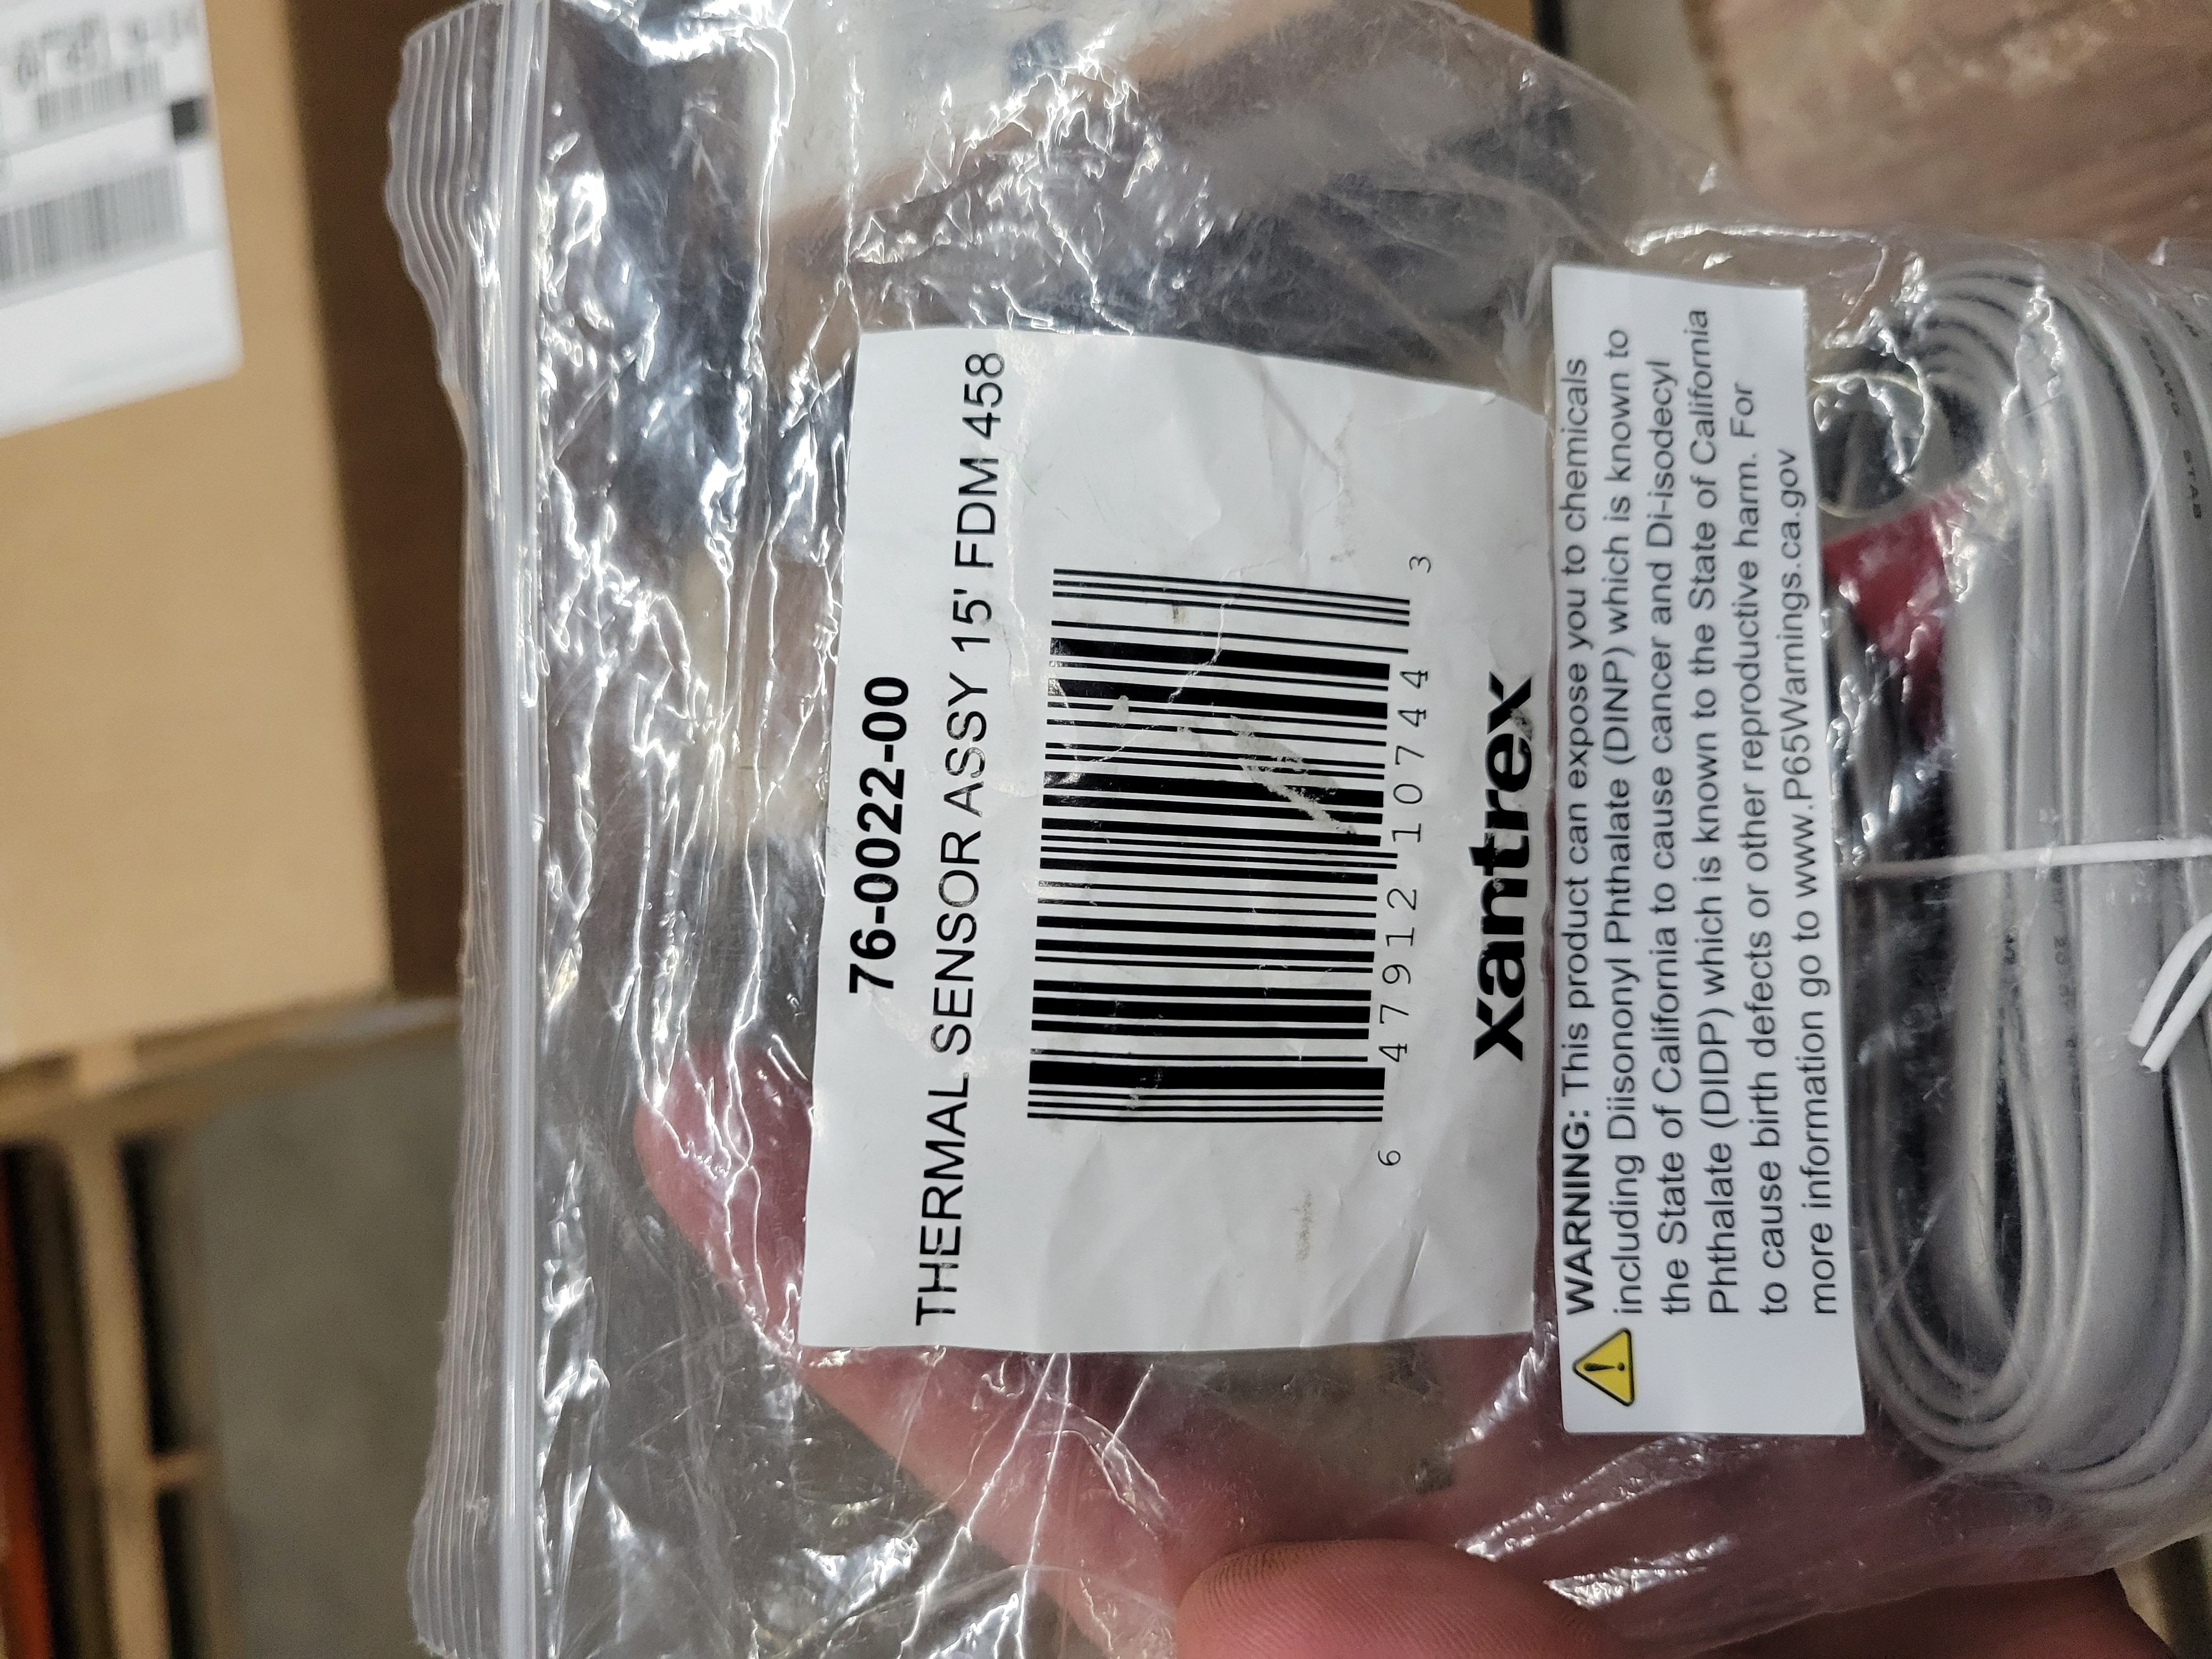 76-0022-00
THERMAL SENSOR ASSY 15' FDM 458
6 47912 10744 3
xantrex
WARNING: This product can expose you to chemicals
including Diisononyl Phthalate (DINP) which is known to
the State of California to cause cancer and Di-isodecyl
Phthalate (DIDP) which is known to the State of California
to cause birth defects or other reproductive harm. For
more information go to www.P65Warnings.ca.gov